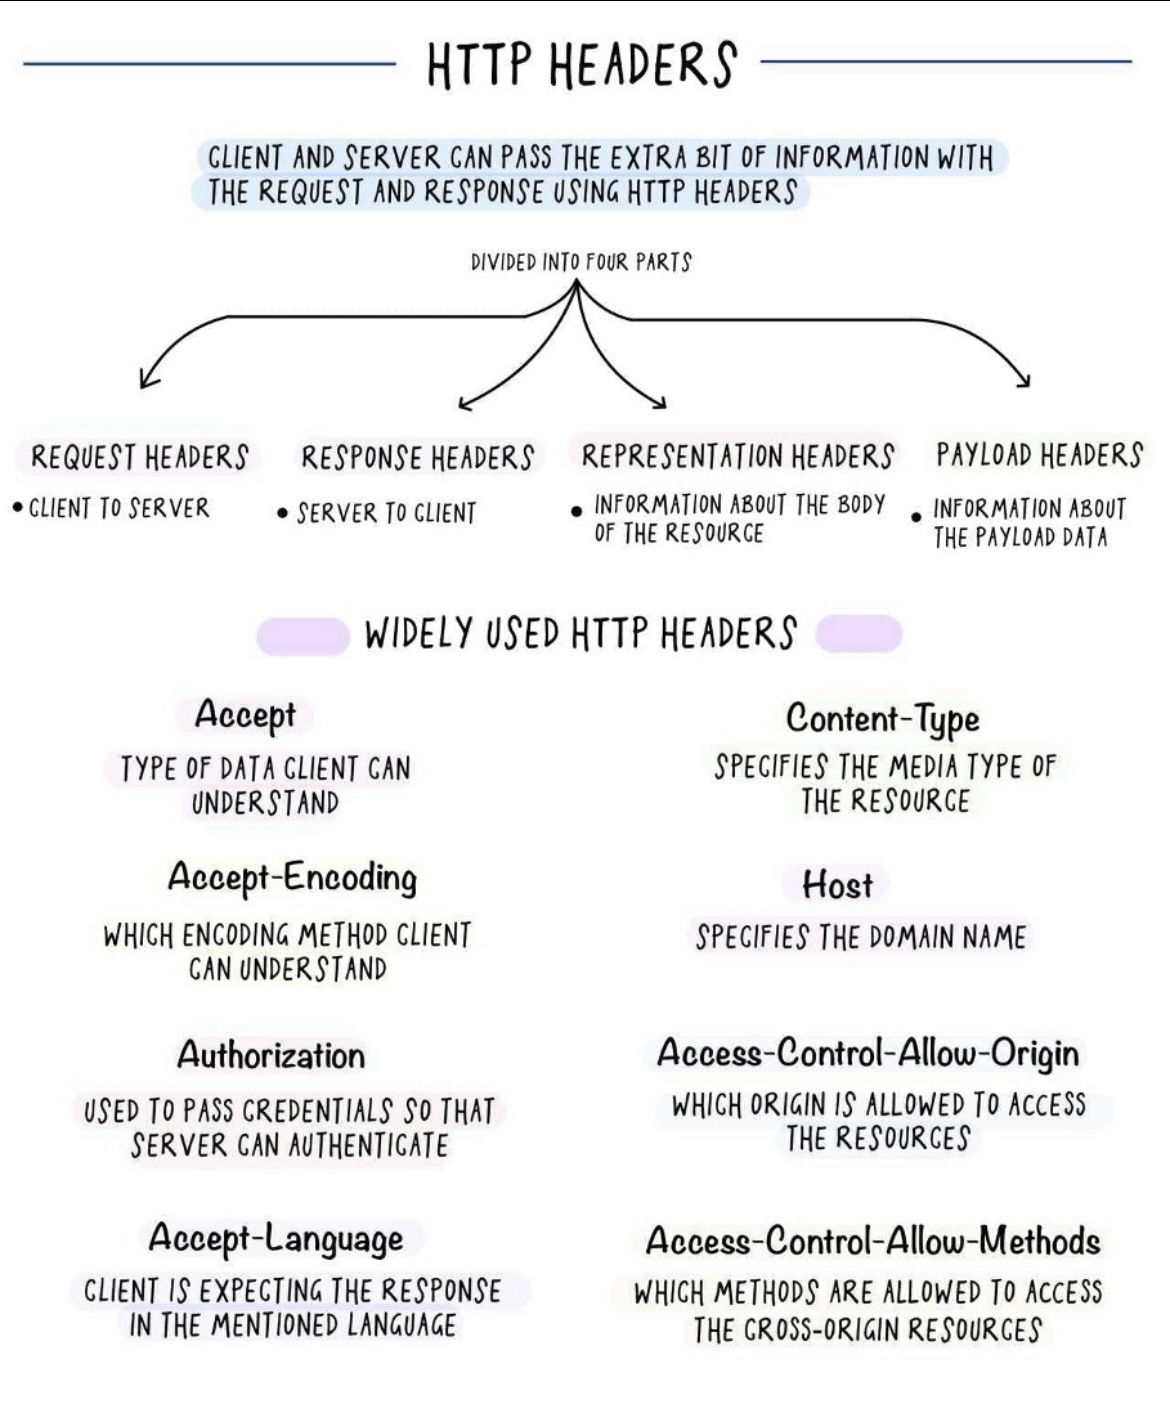 HTTP HEADERS
CLIENT AND SERVER CAN PASS THE EXTRA BIT OF INFORMATION WITH
THE REQUEST AND RESPONSE USING HTTP HEADERS
DIVIDED INTO FOUR PARTS
REQUEST HEADERS
• CLIENT TO SERVER
RESPONSE HEADERS
• SERVER TO CLIENT
REPRESENTATION HEADERS
• INFORMATION ABOUT THE BODY
OF THE RESOURCE
PAYLOAD HEADERS
• INFORMATION ABOUT
THE PAYLOAD DATA
WIDELY USED HTTP HEADERS
Accept
TYPE OF DATA CLIENT CAN
UNDERSTAND
Content-Type
SPECIFIES THE MEDIA TYPE OF
THE RESOURCE
Accept-Encoding
WHICH ENCODING METHOD CLIENT
CAN UNDERSTAND
Host
SPECIFIES THE DOMAIN NAME
Authorization
USED TO PASS CREDENTIALS SO THAT
SERVER CAN AUTHENTICATE
Access-Control-Allow-Origin
WHICH ORIGIN IS ALLOWED TO ACCESS
THE RESOURCES
Accept-Language
CLIENT IS EXPECTING THE RESPONSE
IN THE MENTIONED LANGUAGE
Access-Control-Allow-Methods
WHICH METHODS ARE ALLOWED TO ACCESS
THE CROSS-ORIGIN RESOURCES